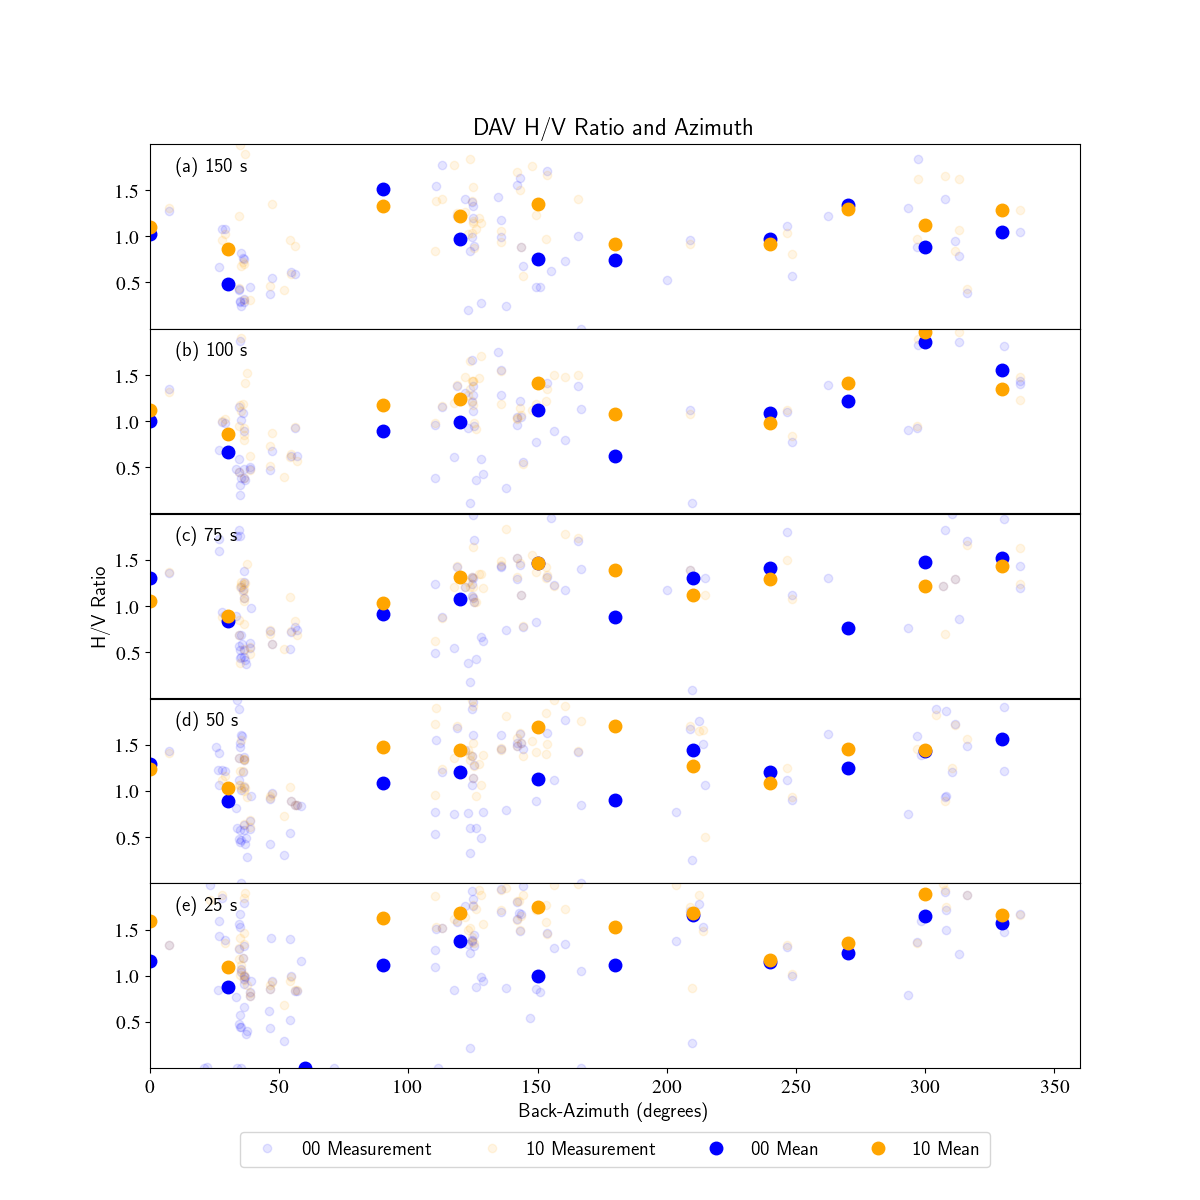 DAV H/V Ratio and Azimuth
(a) 150 s
1.5
1.0
0.5
(b) 100 s
1.5
1.0
0.5
(c) 75 s
1.5
1.0
0.5
H/V Ratio
(d) 50 s
1.5
1.0
0.5
(e) 25 s
1.5
1.0
0.5
0 50 100 150 200 250 300 350
Back-Azimuth (degrees)
00 Measurement 10 Measurement 00 Mean 10 Mean